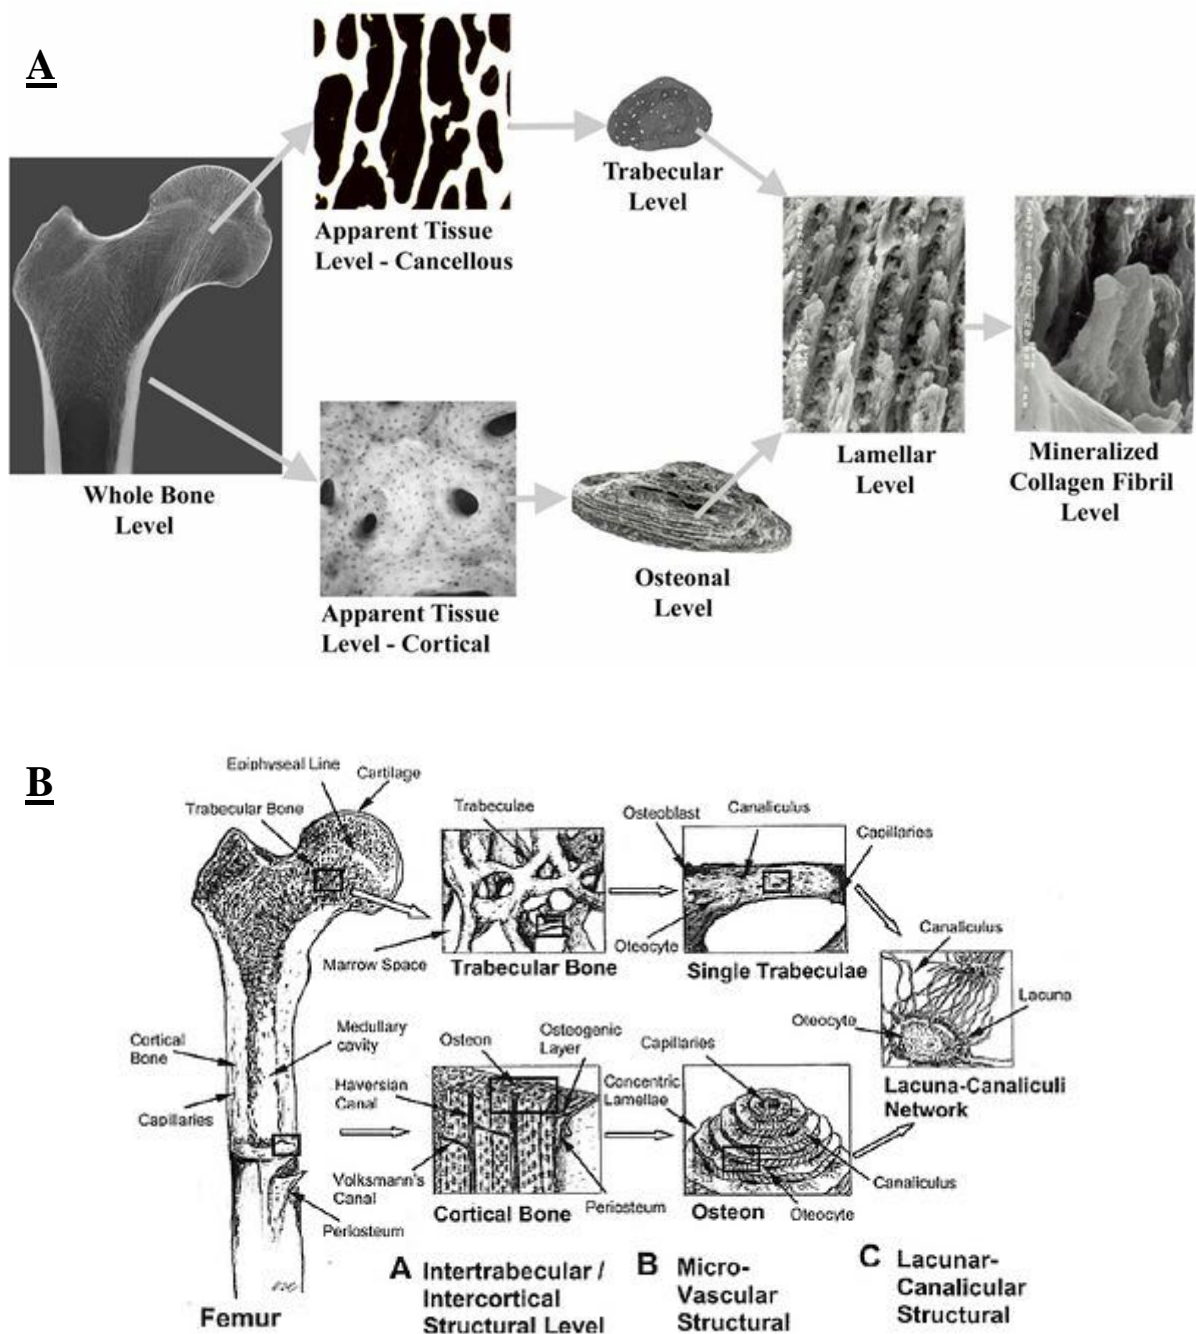 A
Apparent Tissue
Level - Cancellous
Trabecular
Level
Whole Bone
Level
Apparent Tissue
Level - Cortical
Osteonal
Level
Lamellar
Level
Mineralized
Collagen Fibril
Level
B
Epiphyseal Line
Cartilage
Trabecular Bone
Trabeculae
Marrow Space
Trabecular Bone
Osteoblast
Canaliculus
Capillaries
Oteocyte
Single Trabeculae
Canaliculus
Lacuna
Oteocyte
Lacuna-Canaliculi
Network
Cortical
Bone
Capillaries
Medullary
cavity
Haversian
Canal
Volksmann's
Canal
Periosteum
Osteon
Osteogenic
Layer
Periosteum
Cortical Bone
Capillaries
Concentric
Lamellae
Canaliculus
Oteocyte
Osteon
Femur
A Intertrabecular /
Intercortical
Structural Level
B Micro-
Vascular
Structural
C Lacunar-
Canalicular
Structural